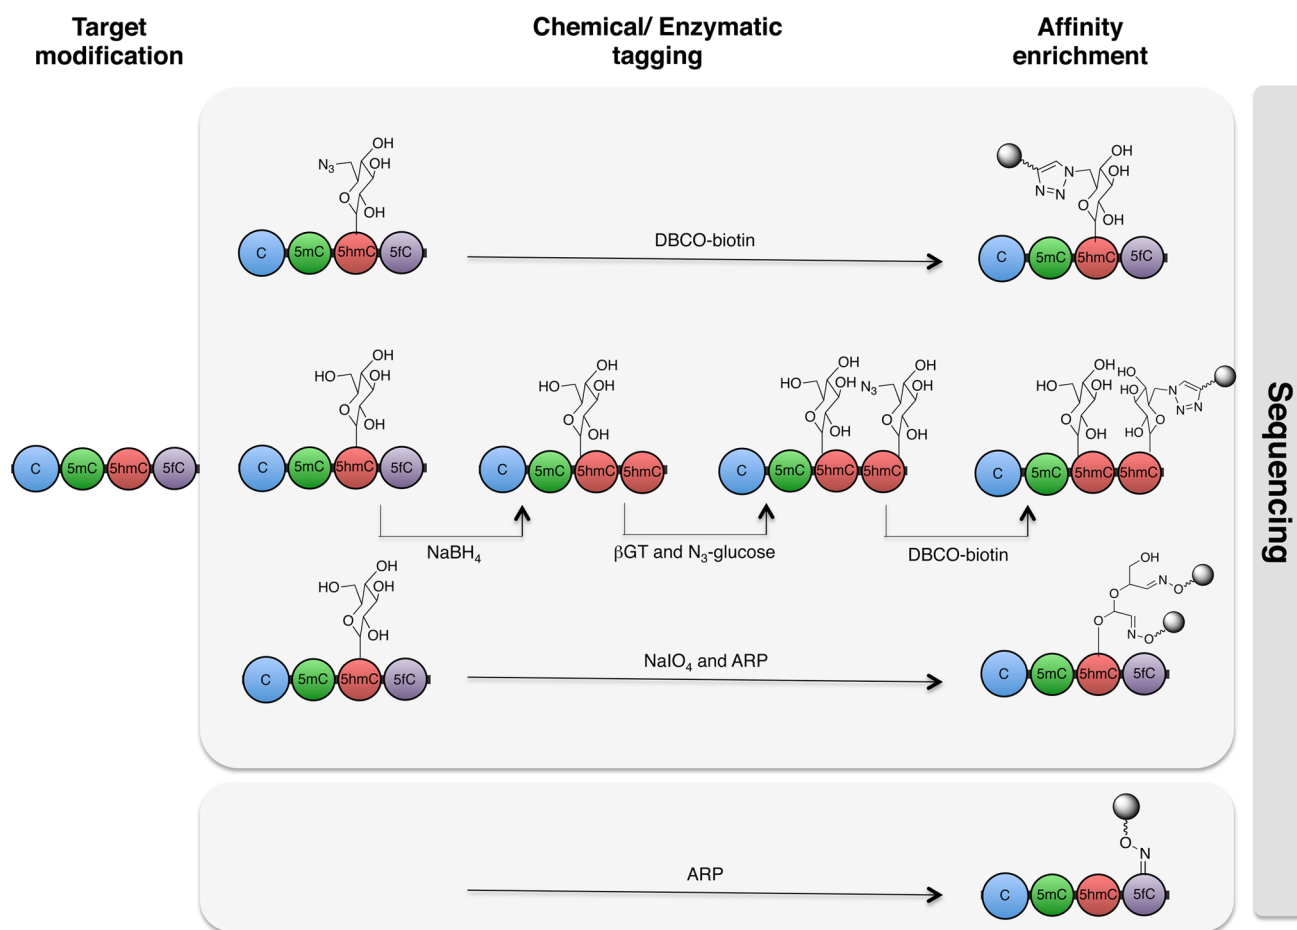 Target
modification
Chemical/ Enzymatic
tagging
Affinity
enrichment
N3
OH
OH
O
OH
C 5mC 5hmC 5fC
DBCO-biotin
N
N=N
OH
OH
O
OH
C 5mC 5hmC 5fC
C 5mC 5hmC 5fC
HO
OH
OH
O
OH
C 5mC 5hmC 5fC
NaBH4
HO
OH
OH
O
OH
C 5mC 5hmC 5hmC
βGT and N3-glucose
HO
OH
OH
O
OH
N3
OH
OH
O
OH
C 5mC 5hmC 5hmC
DBCO-biotin
HO
OH
OH
O
OH
HO
HO
O
HO
N
N=N
C 5mC 5hmC 5hmC
HO
OH
OH
O
OH
C 5mC 5hmC 5fC
NaIO4 and ARP
OH
O
N
O
O
N
O
C 5mC 5hmC 5fC
ARP
O
N
C 5mC 5hmC 5fC
Sequencing